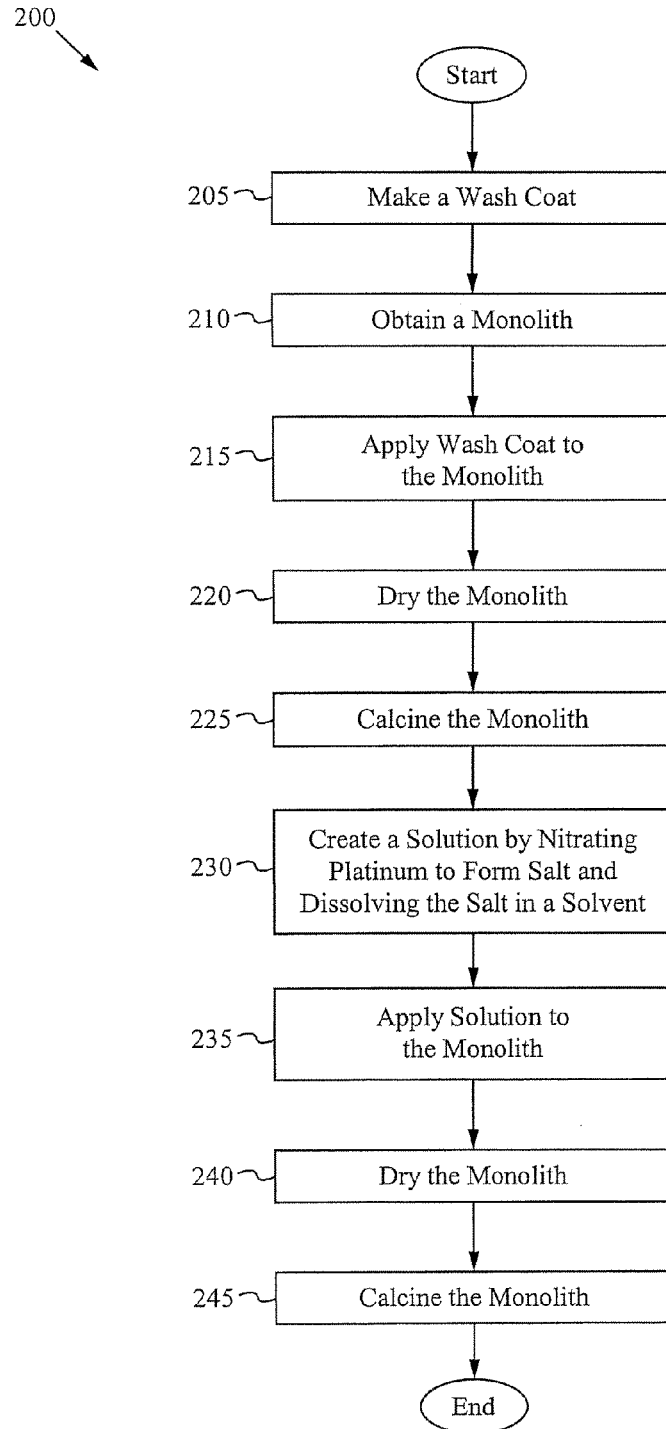 200
Start
205
Make a Wash Coat
210
Obtain a Monolith
215
Apply Wash Coat to
the Monolith
220
Dry the Monolith
225
Calcine the Monolith
230
Create a Solution by Nitrating
Platinum to Form Salt and
Dissolving the Salt in a Solvent
235
Apply Solution to
the Monolith
240
Dry the Monolith
245
Calcine the Monolith
End